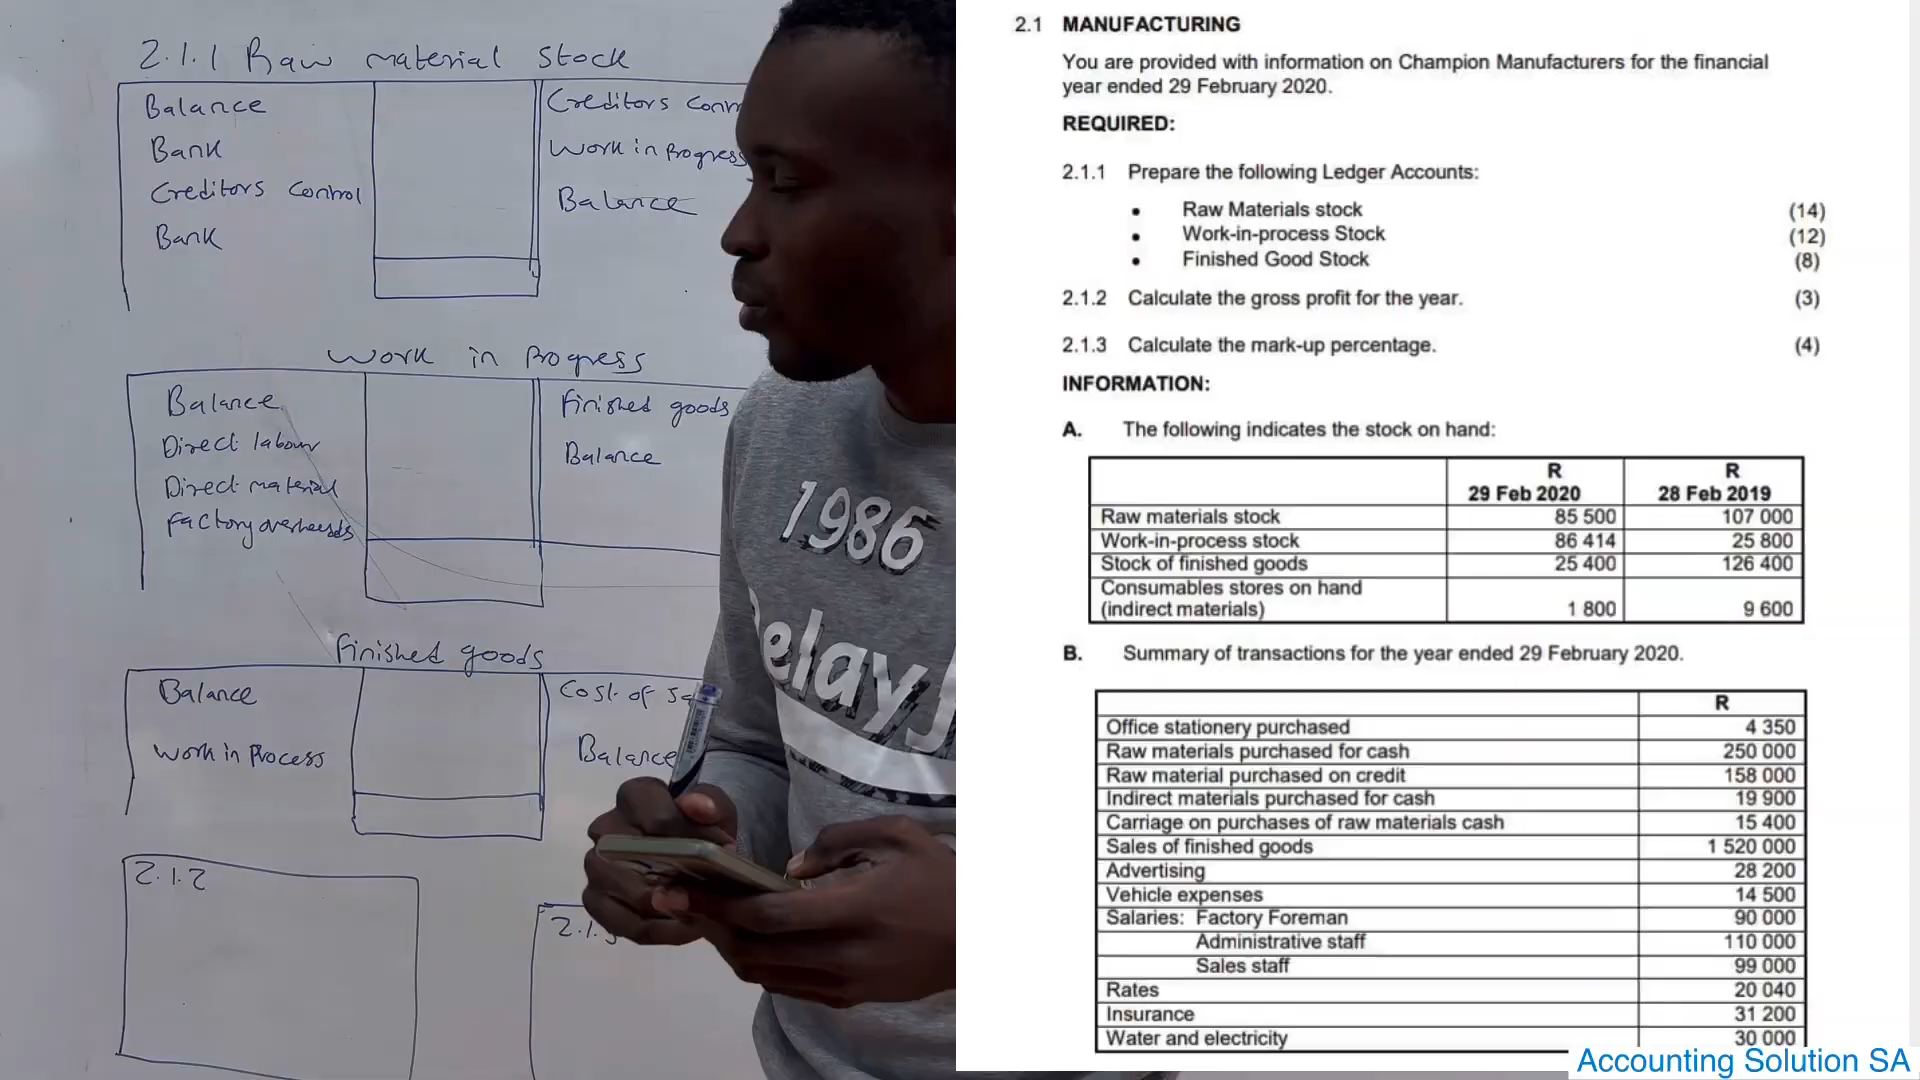 2.1.1 Raw material stock
Balance
Bank
Creditors control
Bank
Creditors
Work in Progress
Balance
Work in Progress
Balance
Direct labour
Direct material
Factory overheads
Finished goods
Balance
Finished goods
Balance
Work in Process
Cost of
Balance
2.1.2
1986
2.1 MANUFACTURING
You are provided with information on Champion Manufacturers for the financial
year ended 29 February 2020.
REQUIRED:
2.1.1 Prepare the following Ledger Accounts:
• Raw Materials stock (14)
• Work-in-process Stock (12)
• Finished Good Stock (8)
2.1.2 Calculate the gross profit for the year. (3)
2.1.3 Calculate the mark-up percentage. (4)
INFORMATION:
A. The following indicates the stock on hand:
R R
29 Feb 2020 28 Feb 2019
Raw materials stock 85 500 107 000
Work-in-process stock 86 414 25 800
Stock of finished goods 25 400 126 400
Consumables stores on hand
(indirect materials) 1 800 9 600
B. Summary of transactions for the year ended 29 February 2020.
R
Office stationery purchased 4 350
Raw materials purchased for cash 250 000
Raw material purchased on credit 158 000
Indirect materials purchased for cash 19 900
Carriage on purchases of raw materials cash 15 400
Sales of finished goods 1 520 000
Advertising 28 200
Vehicle expenses 14 500
Salaries: Factory Foreman 90 000
Administrative staff 110 000
Sales staff 99 000
Rates 20 040
Insurance 31 200
Water and electricity 30 000
Accounting Solution SA